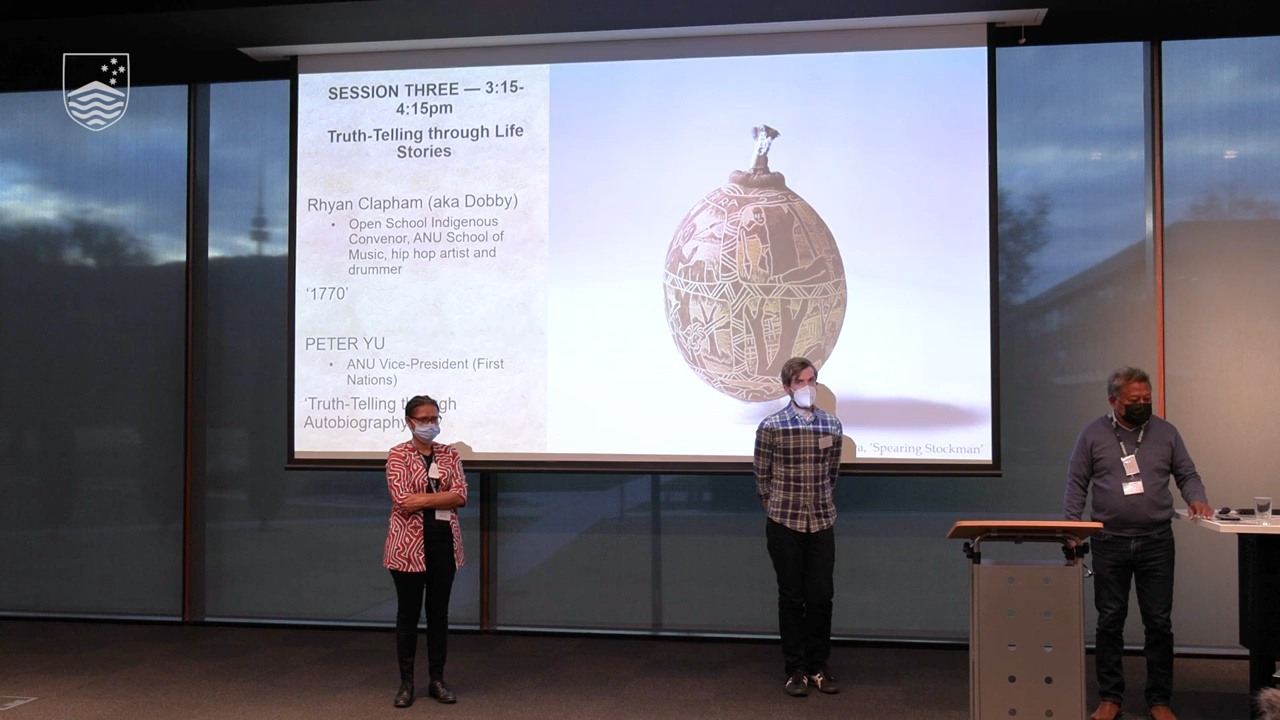 SESSION THREE — 3:15-
4:15pm
Truth-Telling through Life
Stories
Rhyan Clapham (aka Dobby)
• Open School Indigenous
Convenor, ANU School of
Music, hip hop artist and
drummer
‘1770’
PETER YU
• ANU Vice-President (First
Nations)
‘Truth-Telling through
Autobiography
‘Spearing Stockman’